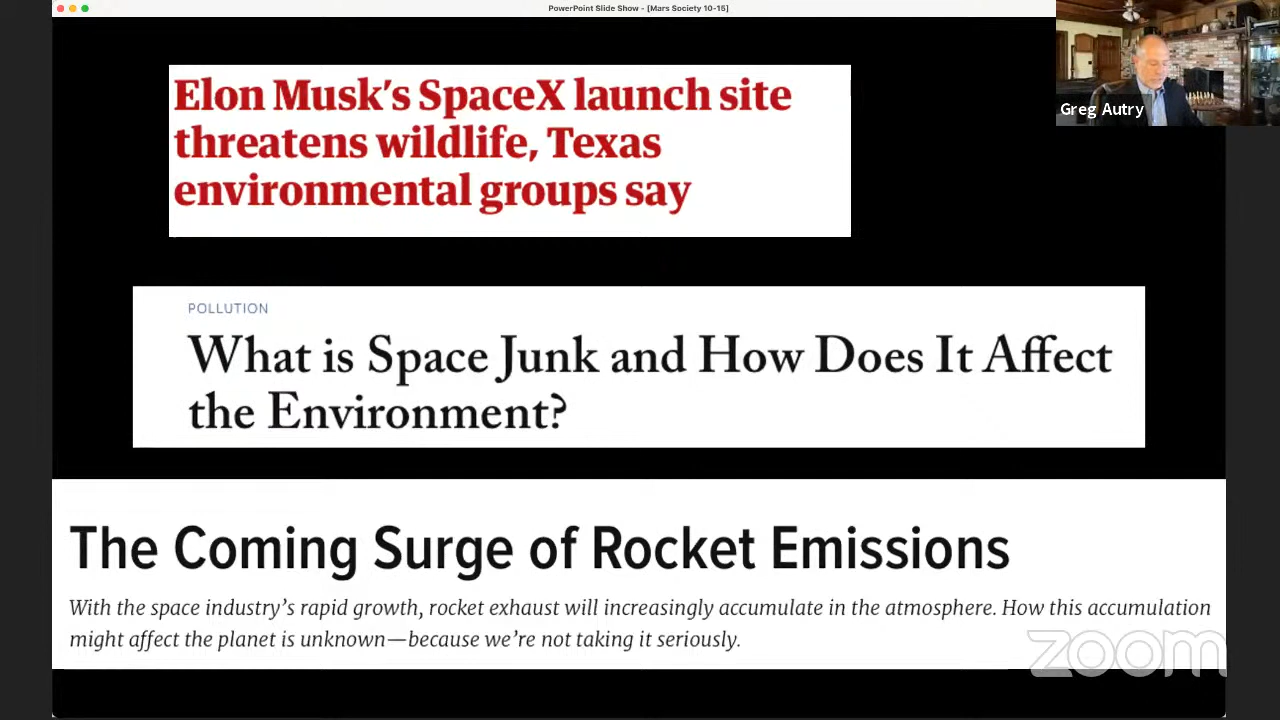 PowerPoint Slide Show - [Mars Society 10-15]
Greg Autry
Elon Musk’s SpaceX launch site
threatens wildlife, Texas
environmental groups say
POLLUTION
What is Space Junk and How Does It Affect
the Environment?
The Coming Surge of Rocket Emissions
With the space industry’s rapid growth, rocket exhaust will increasingly accumulate in the atmosphere. How this accumulation
might affect the planet is unknown—because we’re not taking it seriously.
zoom